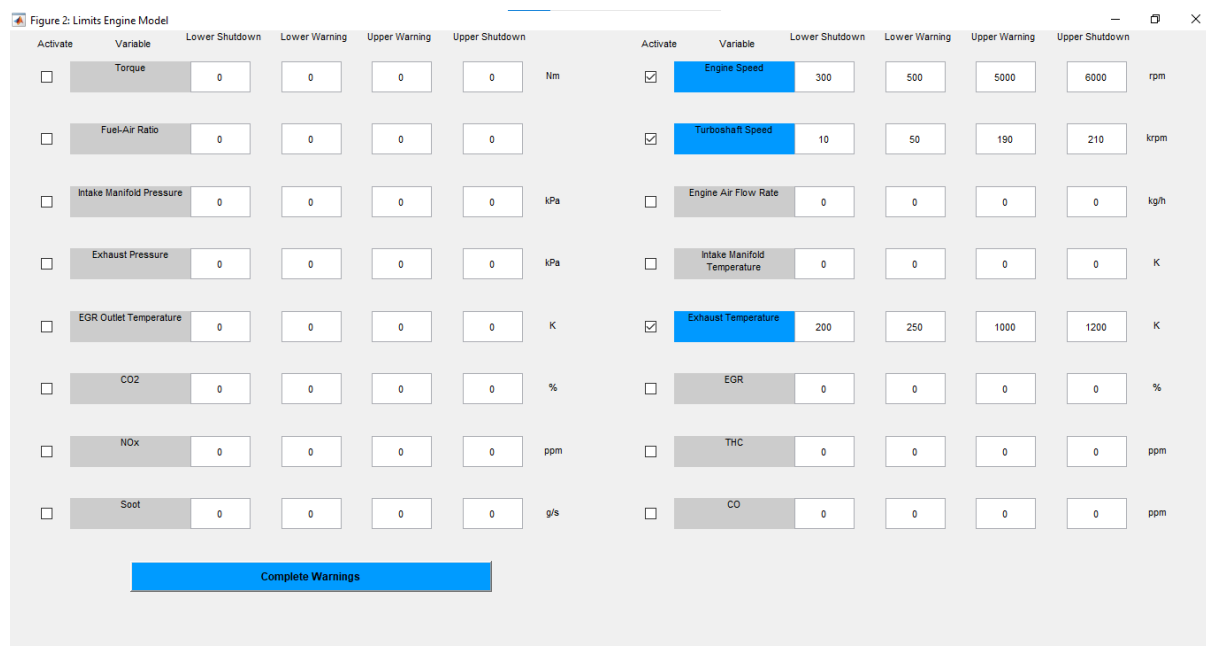 Figure 2: Limits Engine Model
Activate Variable Lower Shutdown Lower Warning Upper Warning Upper Shutdown Activate Variable Lower Shutdown Lower Warning Upper Warning Upper Shutdown
Torque 0 0 0 0 Nm Engine Speed 300 500 5000 6000 rpm
Fuel-Air Ratio 0 0 0 0 Turboshaft Speed 10 50 190 210 krpm
Intake Manifold Pressure 0 0 0 0 kPa Engine Air Flow Rate 0 0 0 0 kg/h
Exhaust Pressure 0 0 0 0 kPa Intake Manifold
Temperature 0 0 0 0 K
EGR Outlet Temperature 0 0 0 0 K Exhaust Temperature 200 250 1000 1200 K
CO2 0 0 0 0 % EGR 0 0 0 0 %
NOx 0 0 0 0 ppm THC 0 0 0 0 ppm
Soot 0 0 0 0 g/s CO 0 0 0 0 ppm
Complete Warnings